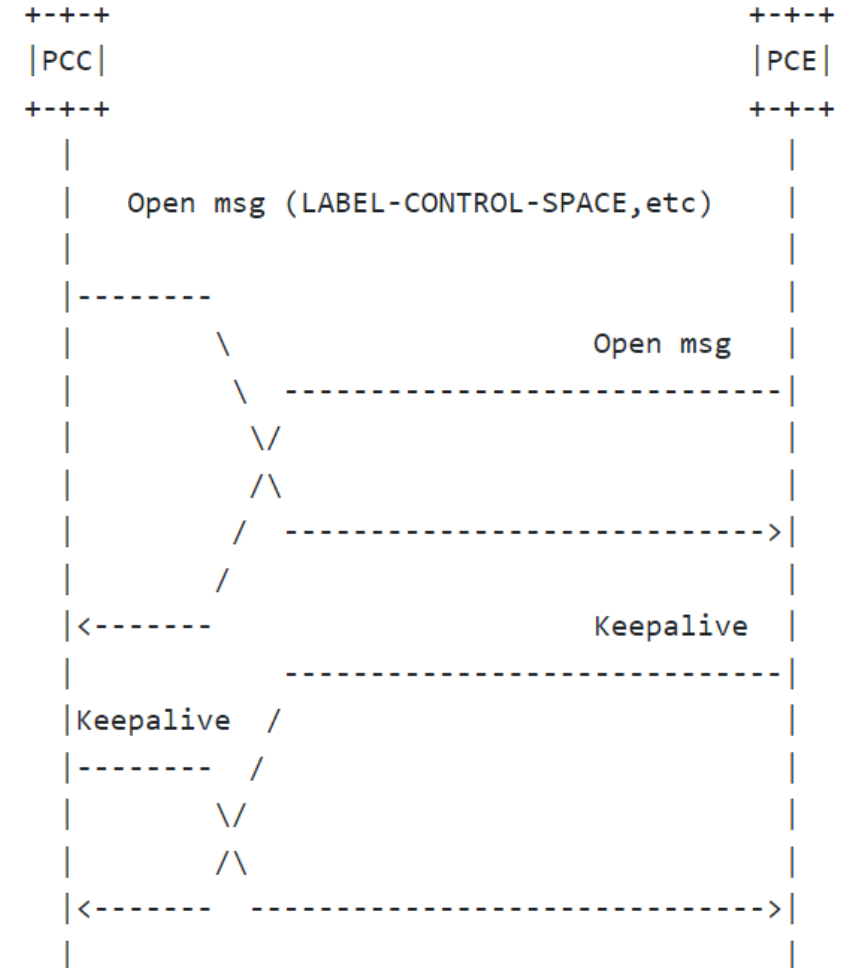 +-+-+                                     +-+-+
|PCC|                                     |PCE|
+-+-+                                     +-+-+
  |                                         |
  |   Open msg (LABEL-CONTROL-SPACE,etc)    |
  |                                         |
  |--------                                 |
  |        \                     Open msg   |
  |         \  -----------------------------|
  |          \/                             |
  |          /\                             |
  |         /  ---------------------------->|
  |        /                                |
  |<-------                      Keepalive  |
  |            -----------------------------|
  |Keepalive  /                             |
  |--------  /                              |
  |        \/                               |
  |        /\                               |
  |<-------  ------------------------------>|
  |                                         |